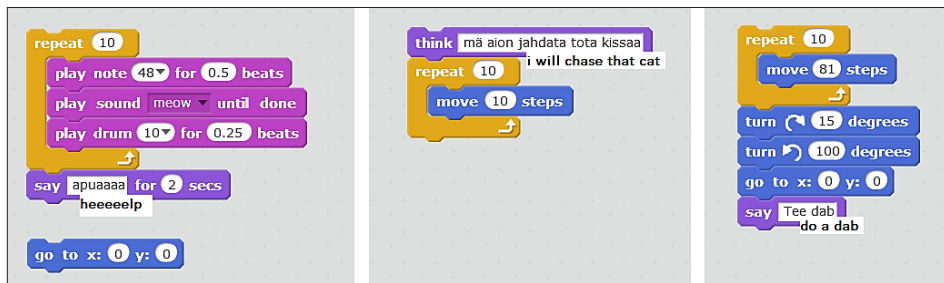 repeat 10
play note 48 for 0.5 beats
play sound meow until done
play drum 10 for 0.25 beats
say apuaaaa for 2 secs
heeeeelp
go to x: 0 y: 0
think mä aion jahdata tota kissaa
i will chase that cat
repeat 10
move 10 steps
repeat 10
move 81 steps
turn 15 degrees
turn 100 degrees
go to x: 0 y: 0
say Tee dab
do a dab